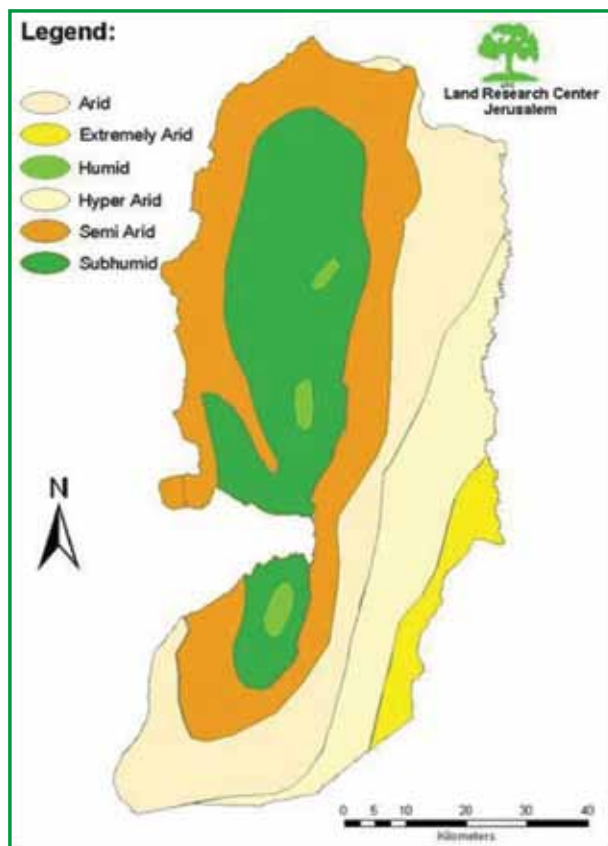 Legend:
Arid
Extremely Arid
Humid
Hyper Arid
Semi Arid
Subhumid
Land Research Center
Jerusalem
N
0 5 10 20 30 40
Kilometers